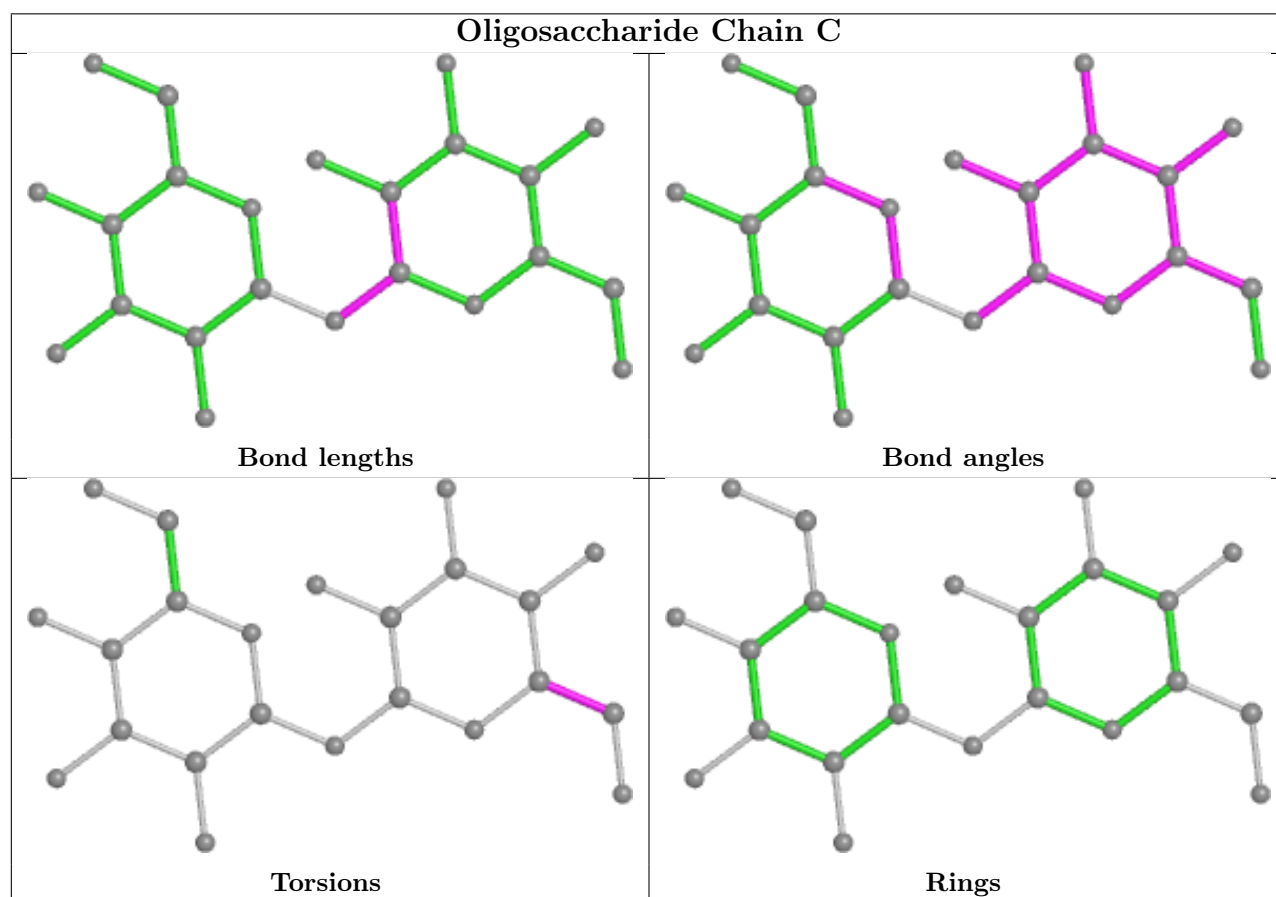 Oligosaccharide Chain C
Bond lengths
Bond angles
Torsions
Rings